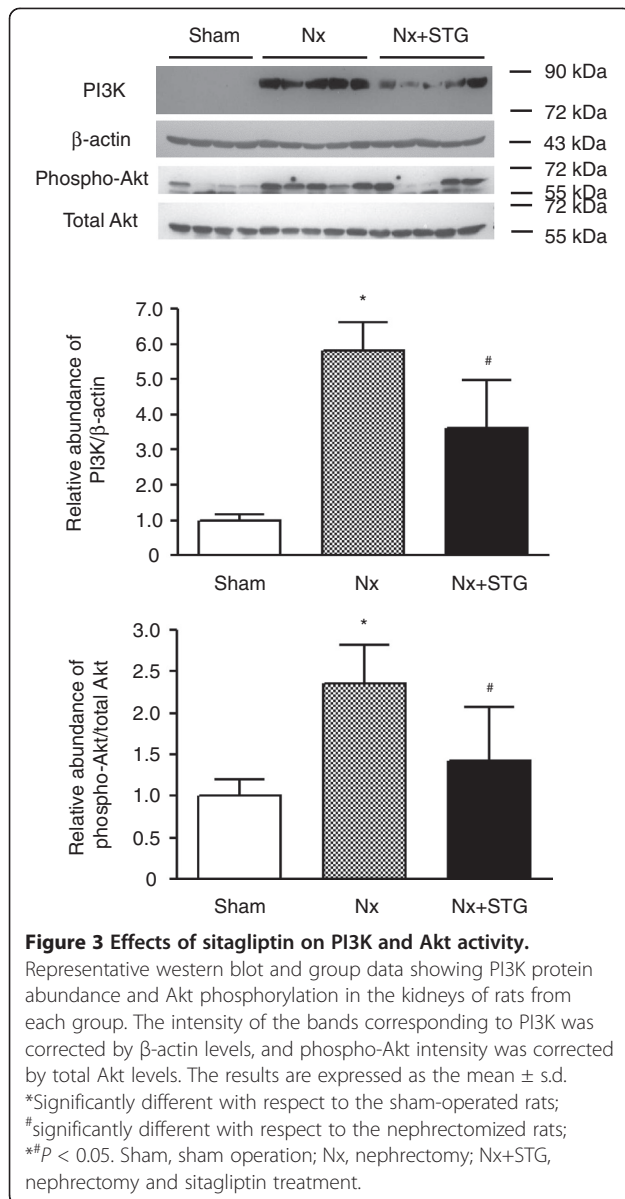 Sham Nx Nx+STG
PI3K
90 kDa
72 kDa
β-actin
43 kDa
Phospho-Akt
72 kDa
55 kDa
Total Akt
72 kDa
55 kDa
Relative abundance of
PI3K/β-actin
7.0
6.0
5.0
4.0
3.0
2.0
1.0
0
*
#
Sham Nx Nx+STG
Relative abundance of
phospho-Akt/total Akt
3.0
2.5
2.0
1.5
1.0
0.5
0
*
#
Sham Nx Nx+STG
Figure 3 Effects of sitagliptin on PI3K and Akt activity.
Representative western blot and group data showing PI3K protein
abundance and Akt phosphorylation in the kidneys of rats from
each group. The intensity of the bands corresponding to PI3K was
corrected by β-actin levels, and phospho-Akt intensity was corrected
by total Akt levels. The results are expressed as the mean ± s.d.
*Significantly different with respect to the sham-operated rats;
#significantly different with respect to the nephrectomized rats;
*#P < 0.05. Sham, sham operation; Nx, nephrectomy; Nx+STG,
nephrectomy and sitagliptin treatment.